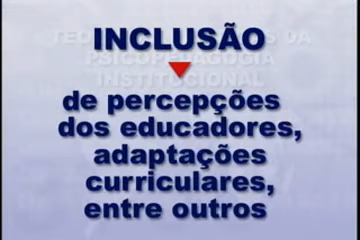 INCLUSÃO
de percepções
dos educadores,
adaptações
curriculares,
entre outros